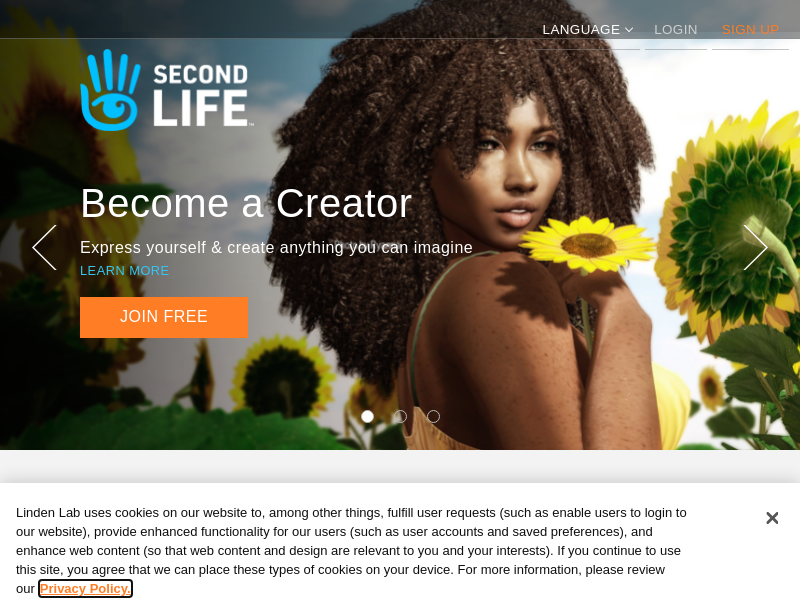 LANGUAGE LOGIN SIGN UP
SECOND
LIFE™
Become a Creator
Express yourself & create anything you can imagine
LEARN MORE
JOIN FREE
Linden Lab uses cookies on our website to, among other things, fulfill user requests (such as enable users to login to
our website), provide enhanced functionality for our users (such as user accounts and saved preferences), and
enhance web content (so that web content and design are relevant to you and your interests). If you continue to use
this site, you agree that we can place these types of cookies on your device. For more information, please review
our Privacy Policy.